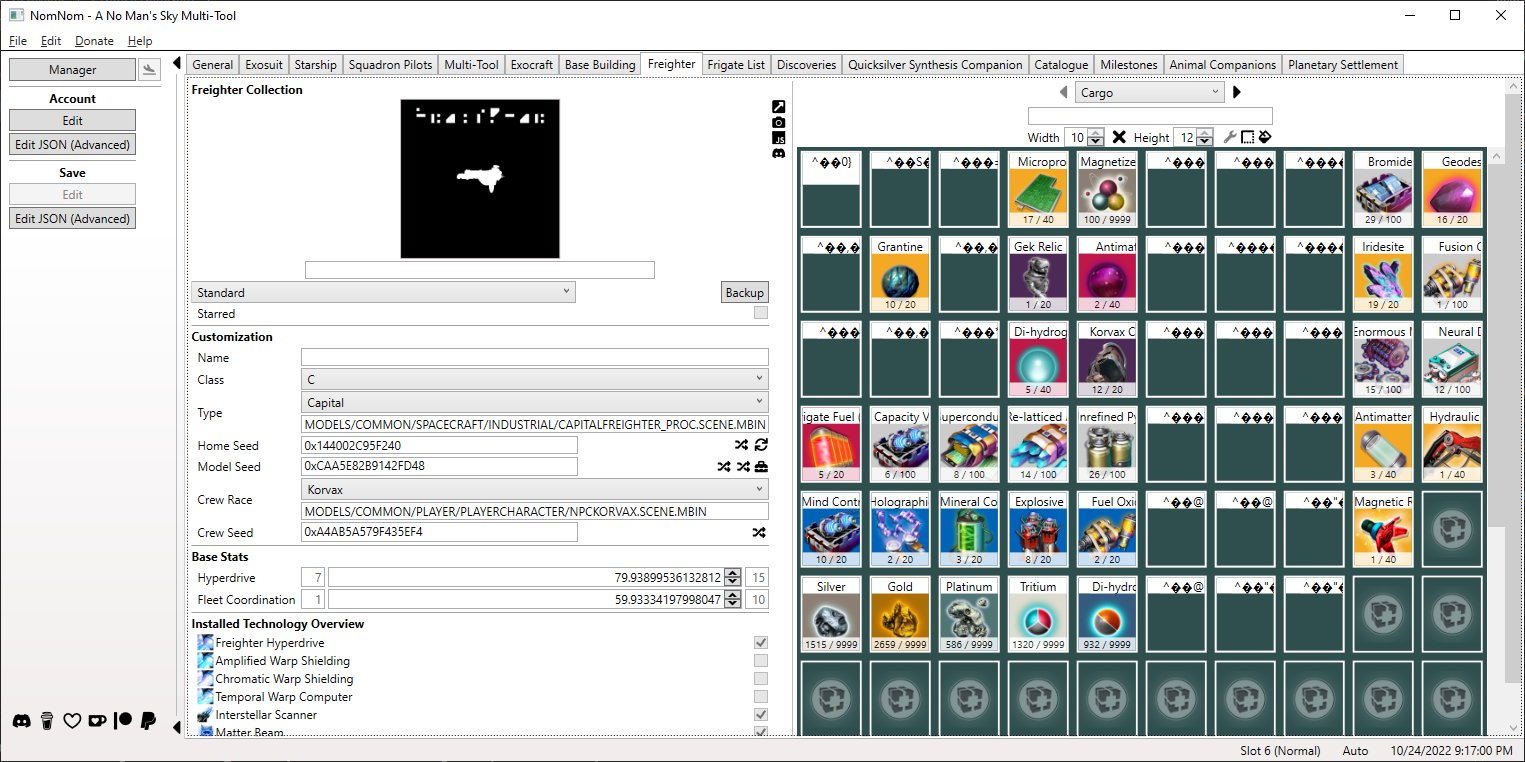 NomNom - A No Man's Sky Multi-Tool
File Edit Donate Help
Manager
Account
Edit
Edit JSON (Advanced)
Save
Edit
Edit JSON (Advanced)
General Exosuit Starship Squadron Pilots Multi-Tool Exocraft Base Building Freighter Frigate List Discoveries Quicksilver Synthesis Companion Catalogue Milestones Animal Companions Planetary Settlement
Freighter Collection
JS
Standard
Backup
Starred
Customization
Name
Class C
Type Capital
MODELS/COMMON/SPACECRAFT/INDUSTRIAL/CAPITALFREIGHTER_PROC.SCENE.MBIN
Home Seed 0x144002C95F240
Model Seed 0xCAA5E82B9142FD48
Crew Race Korvax
MODELS/COMMON/PLAYER/PLAYERCHARACTER/NPCKORVAX.SCENE.MBIN
Crew Seed 0xA4AB5A579F435EF4
Base Stats
Hyperdrive 7 79.93899536132812 15
Fleet Coordination 1 59.93334197998047 10
Installed Technology Overview
Freighter Hyperdrive
Amplified Warp Shielding
Chromatic Warp Shielding
Temporal Warp Computer
Interstellar Scanner
Matter Beam
Cargo
Width 10 Height 12
^��0} ^��S� ^���= Micropro Magnetize ^��� ^��� ^���� Bromide Geodes
17 / 40 100 / 9999 29 / 100 16 / 20
^��,� Grantine ^��,� Gek Relic Antimat ^��� ^���� ^���� Iridesite Fusion
10 / 20 1 / 20 2 / 40 19 / 20 1 / 100
^��� ^��,� ^���* Di-hydrog Korvax C ^��� ^��� ^��� Enormous Neural D
5 / 40 12 / 20 15 / 100 12 / 100
rigate Fuel ( Capacity V Supercondu Re-latticed nrefined Py ^��� ^��� ^��� Antimatter Hydraulic
5 / 20 6 / 100 8 / 100 14 / 100 26 / 100 3 / 40 1 / 40
Mind Cont Holographi Mineral Co Explosive Fuel Oxi ^��@ ^��@ ^��"� Magnetic R
10 / 20 2 / 20 3 / 20 8 / 20 2 / 20 1 / 40
Silver Gold Platinum Tritium Di-hydr ^��@ ^��"� ^��"�
1515 / 9999 2659 / 9999 586 / 9999 1320 / 9999 932 / 9999
Slot 6 (Normal) Auto 10/24/2022 9:17:00 PM